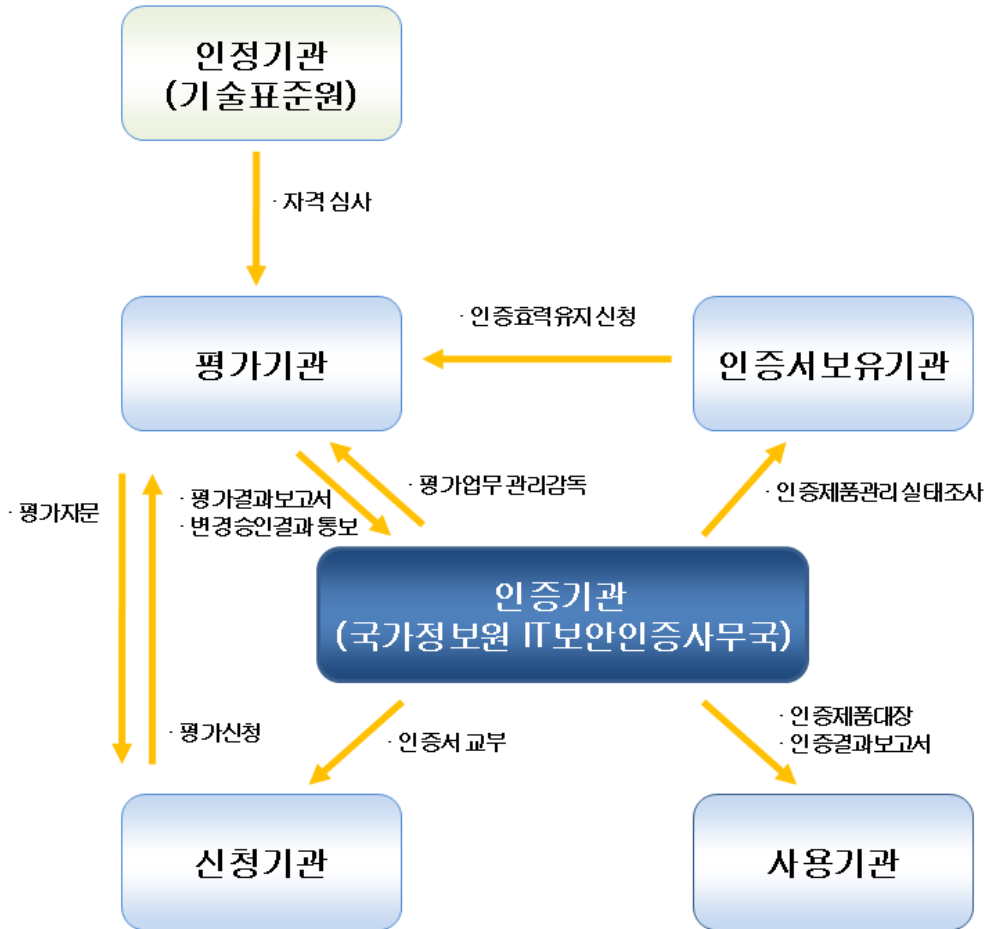 인정기관
(기술표준원)
· 자격 심사
· 인증효력유지 신청
평가기관
인증서보유기관
· 평가자문
· 평가결과보고서
· 변경승인결과 통보
· 평가업무 관리감독
· 인증제품관리 실태조사
인증기관
(국가정보원 IT보안인증사무국)
· 평가신청
· 인증서 교부
· 인증제품대장
· 인증결과보고서
신청기관
사용기관